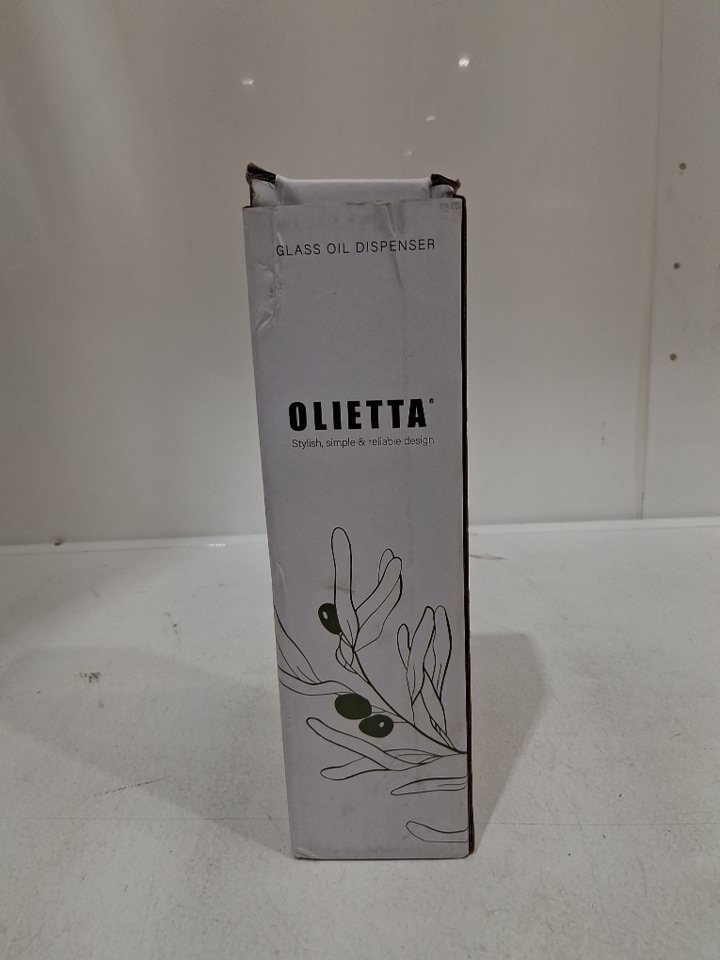 GLASS OIL DISPENSER
OLIETTA®
Stylish, simple & reliable design